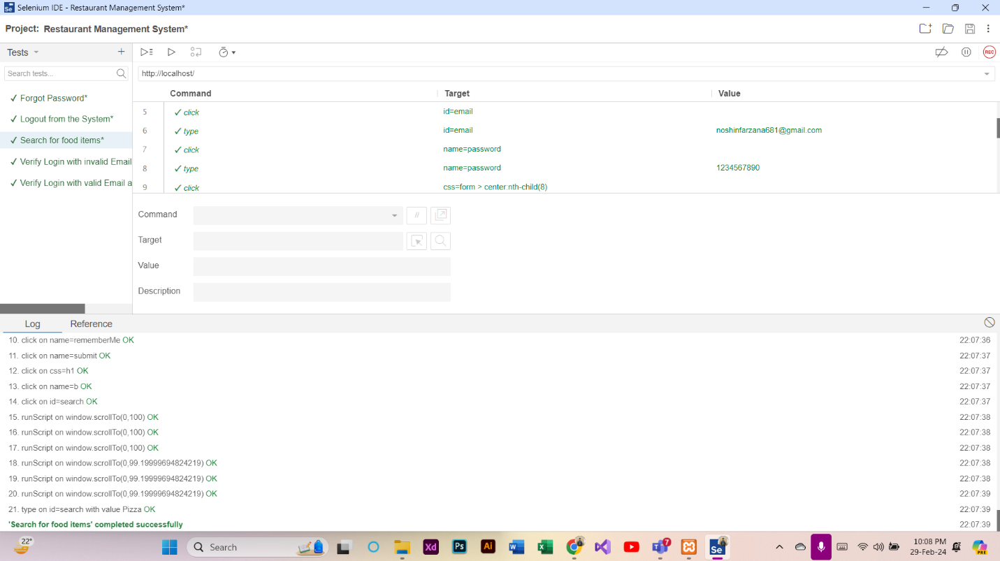 Selenium IDE - Restaurant Management System*
Project: Restaurant Management System*
Tests
Search tests...
✓ Forgot Password*
✓ Logout from the System*
✓ Search for food items*
✓ Verify Login with invalid Email
✓ Verify Login with valid Email a
REC
http://localhost/
Command Target Value
5 ✓ click id=email
6 ✓ type id=email noshinfarzana681@gmail.com
7 ✓ click name=password
8 ✓ type name=password 1234567890
9 ✓ click css=form > center:nth-child(8)
Command //
Target
Value
Description
Log Reference
10. click on name=rememberMe OK 22:07:36
11. click on name=submit OK 22:07:37
12. click on css=h1 OK 22:07:37
13. click on name=b OK 22:07:37
14. click on id=search OK 22:07:37
15. runScript on window.scrollTo(0,100) OK 22:07:38
16. runScript on window.scrollTo(0,100) OK 22:07:38
17. runScript on window.scrollTo(0,100) OK 22:07:38
18. runScript on window.scrollTo(0,99.19999694824219) OK 22:07:38
19. runScript on window.scrollTo(0,99.19999694824219) OK 22:07:38
20. runScript on window.scrollTo(0,99.19999694824219) OK 22:07:39
21. type on id=search with value Pizza OK 22:07:39
'Search for food items' completed successfully 22:07:39
22° Search Xd Ps Ai 7 Se 10:08 PM
29-Feb-24 PRE